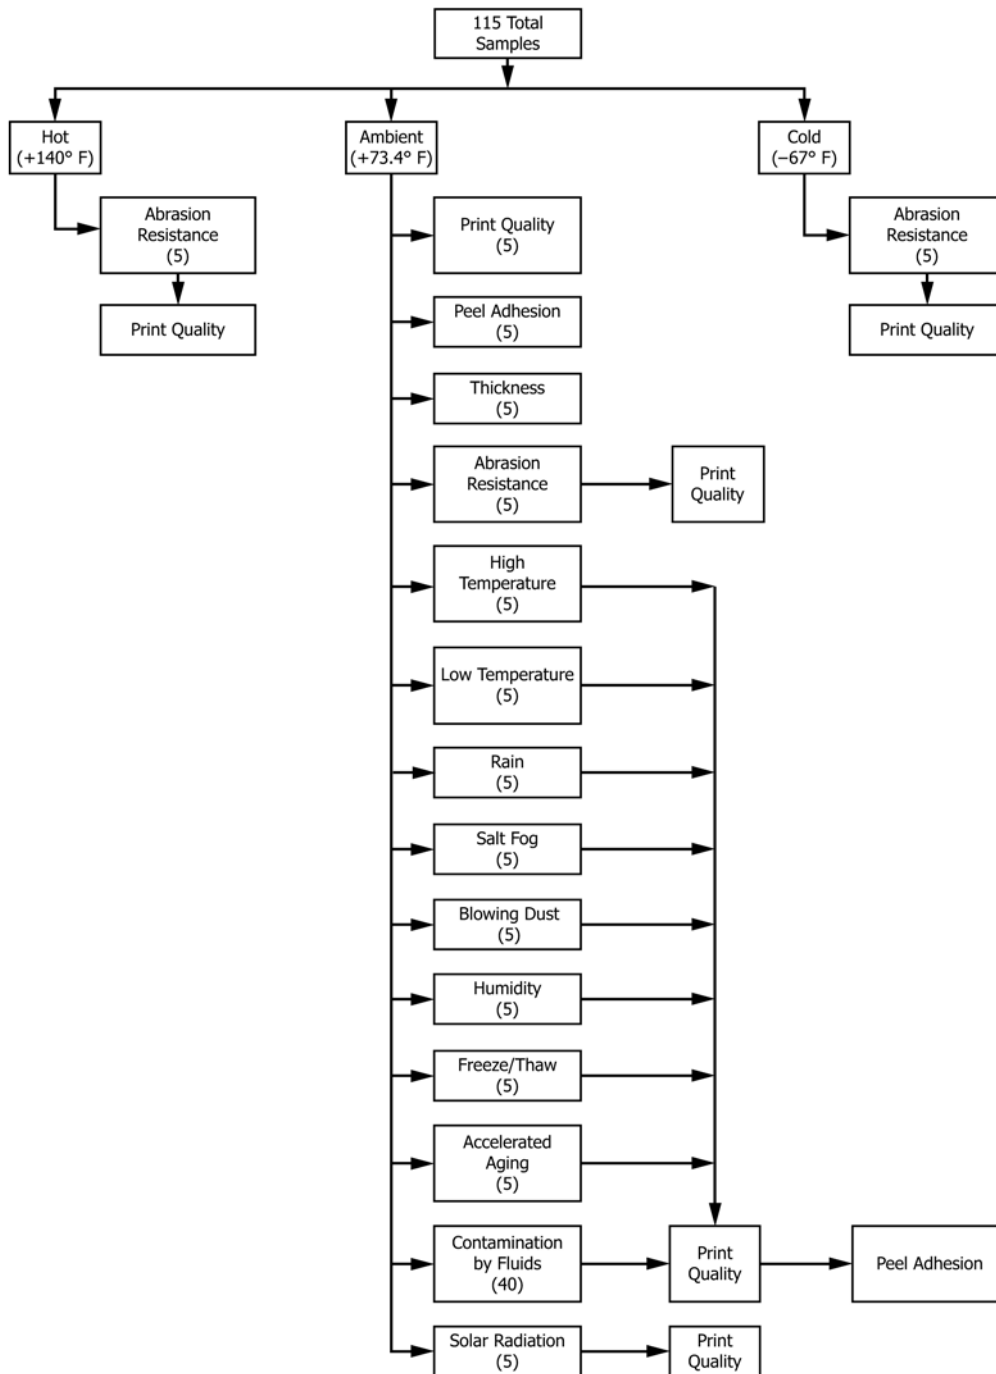 115 Total
Samples
Hot
(+140° F)
Ambient
(+73.4° F)
Cold
(–67° F)
Abrasion
Resistance
(5)
Print Quality
Print Quality
(5)
Abrasion
Resistance
(5)
Print Quality
Peel Adhesion
(5)
Thickness
(5)
Abrasion
Resistance
(5)
Print
Quality
High
Temperature
(5)
Low Temperature
(5)
Rain
(5)
Salt Fog
(5)
Blowing Dust
(5)
Humidity
(5)
Freeze/Thaw
(5)
Accelerated
Aging
(5)
Contamination
by Fluids
(40)
Print
Quality
Peel Adhesion
Solar Radiation
(5)
Print
Quality